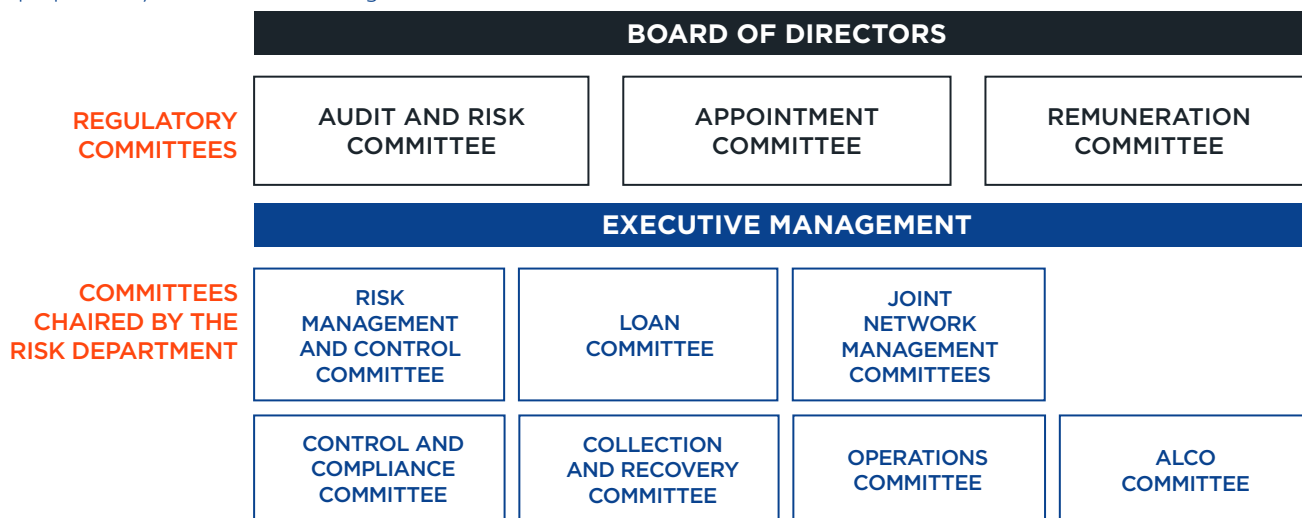 BOARD OF DIRECTORS
REGULATORY
COMMITTEES
AUDIT AND RISK
COMMITTEE
APPOINTMENT
COMMITTEE
REMUNERATION
COMMITTEE
EXECUTIVE MANAGEMENT
COMMITTEES
CHAIRED BY THE
RISK DEPARTMENT
RISK
MANAGEMENT
AND CONTROL
COMMITTEE
LOAN
COMMITTEE
JOINT
NETWORK
MANAGEMENT
COMMITTEES
CONTROL AND
COMPLIANCE
COMMITTEE
COLLECTION
AND RECOVERY
COMMITTEE
OPERATIONS
COMMITTEE
ALCO
COMMITTEE